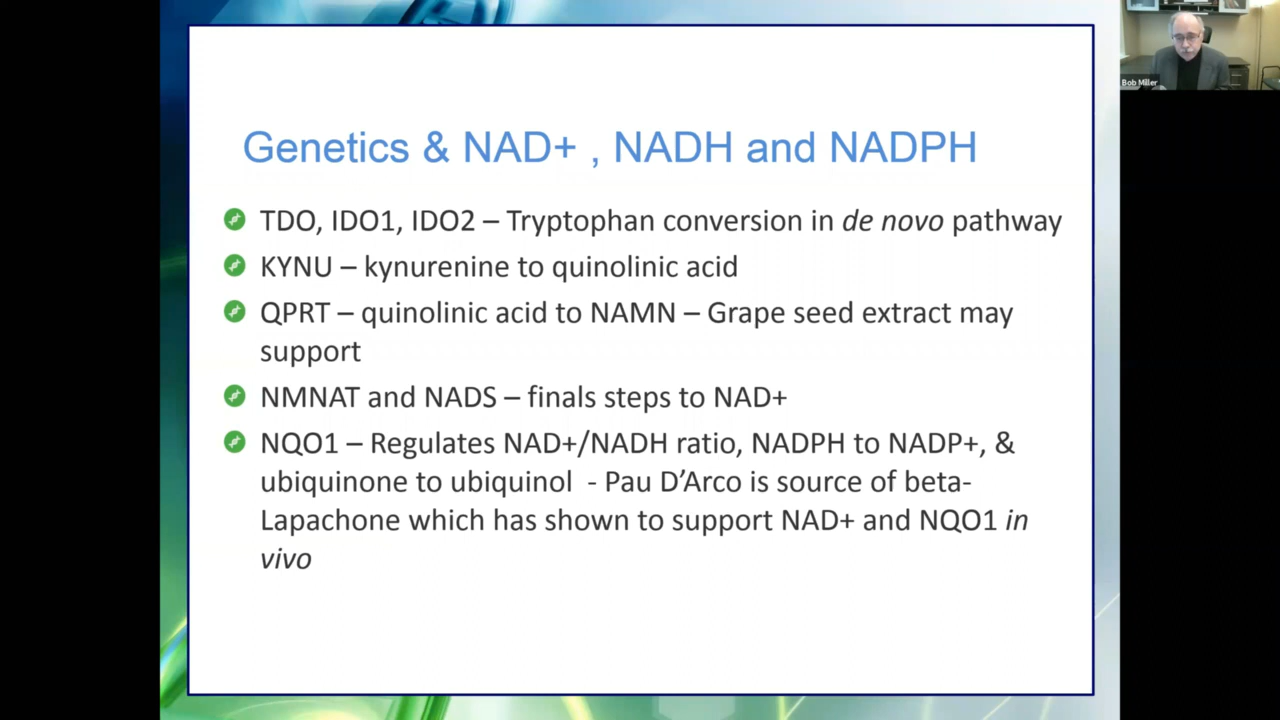 Bob Miller
Genetics & NAD+ , NADH and NADPH
TDO, IDO1, IDO2 – Tryptophan conversion in de novo pathway
KYNU – kynurenine to quinolinic acid
QPRT – quinolinic acid to NAMN – Grape seed extract may
support
NMNAT and NADS – finals steps to NAD+
NQO1 – Regulates NAD+/NADH ratio, NADPH to NADP+, &
ubiquinone to ubiquinol - Pau D’Arco is source of beta-
Lapachone which has shown to support NAD+ and NQO1 in
vivo